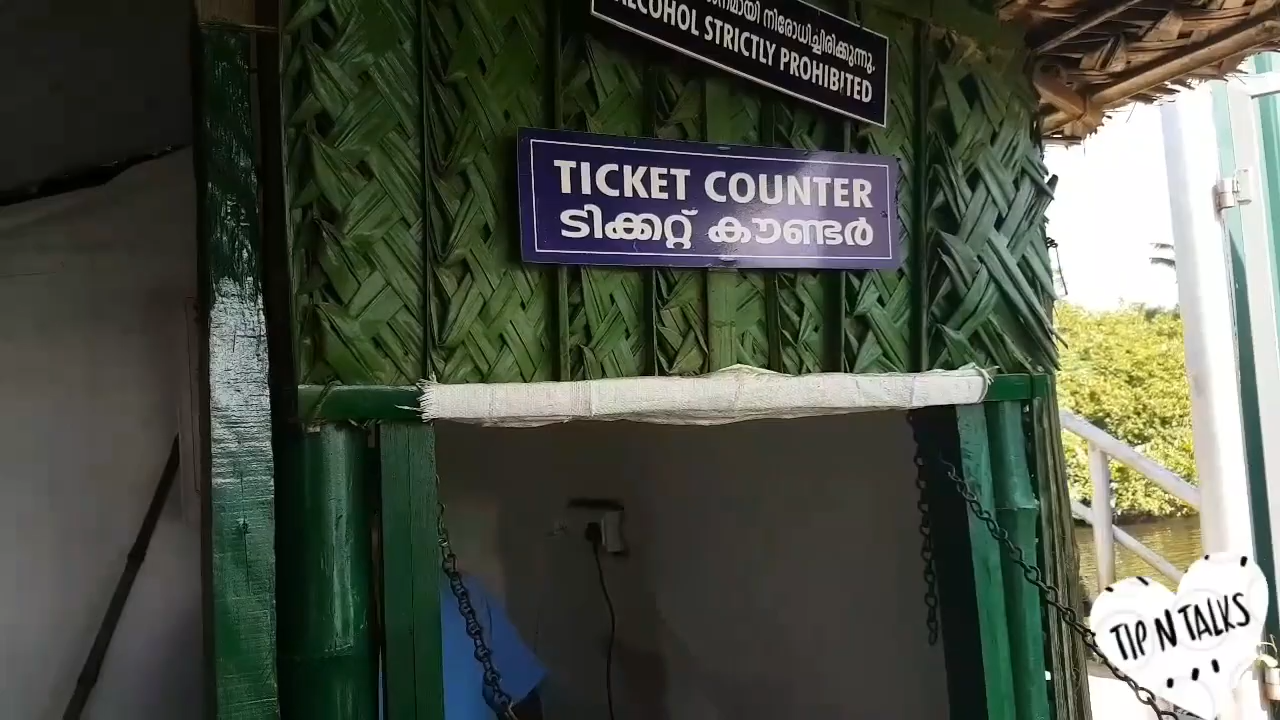 നിരോധിച്ചിരിക്കുന്നു.
ALCOHOL STRICTLY PROHIBITED
TICKET COUNTER
ടിക്കറ്റ് കൗണ്ടർ
TIP N TALKS